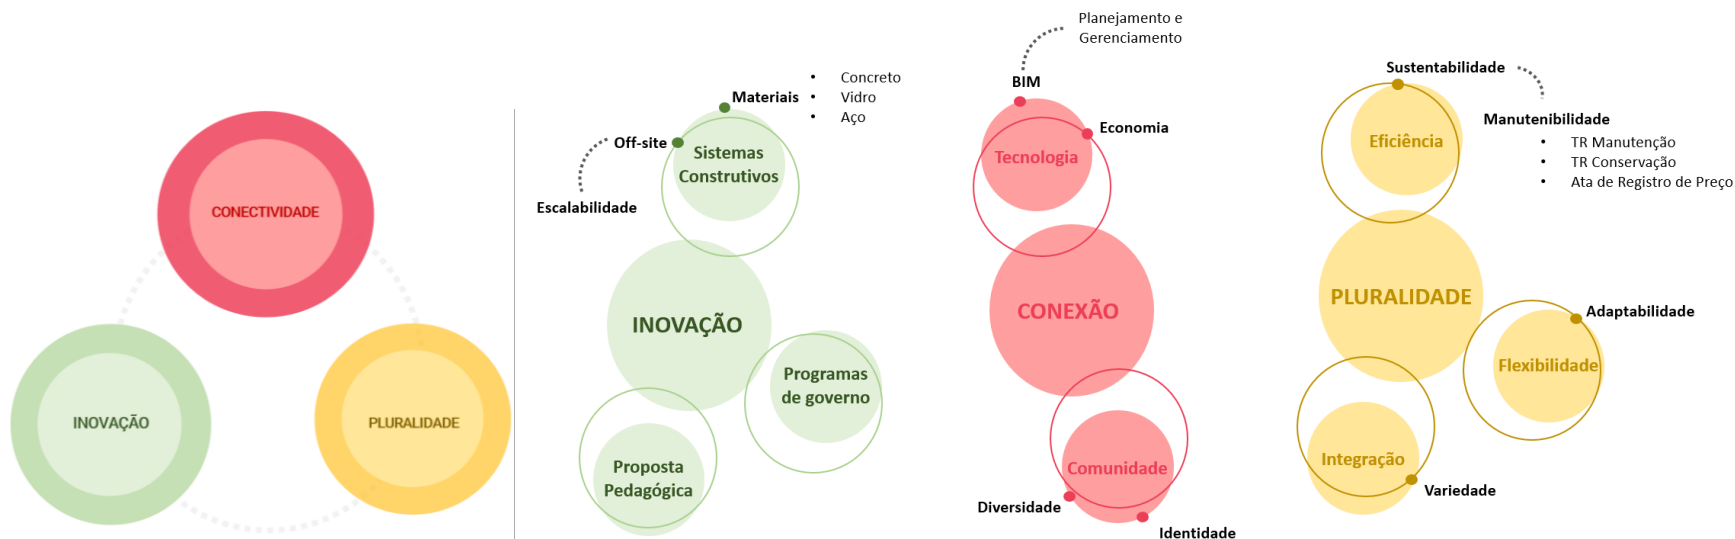 CONECTIVIDADE
INOVAÇÃO
PLURALIDADE
Materiais
• Concreto
• Vidro
• Aço
Off-site
Escalabilidade
Sistemas
Construtivos
INOVAÇÃO
Programas
de governo
Proposta
Pedagógica
Planejamento e
Gerenciamento
BIM
Economia
Tecnologia
CONEXÃO
Comunidade
Diversidade
Identidade
Sustentabilidade
Manutenibilidade
• TR Manutenção
• TR Conservação
• Ata de Registro de Preço
Eficiência
PLURALIDADE
Adaptabilidade
Flexibilidade
Integração
Variedade